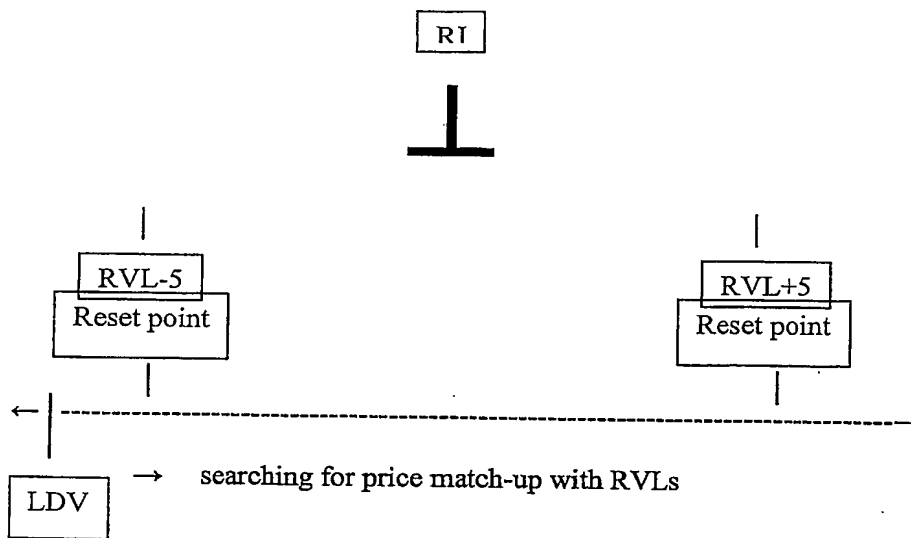 RI
RVL-5
RVL+5
Reset point
Reset point
← →
searching for price match-up with RVLs
LDV